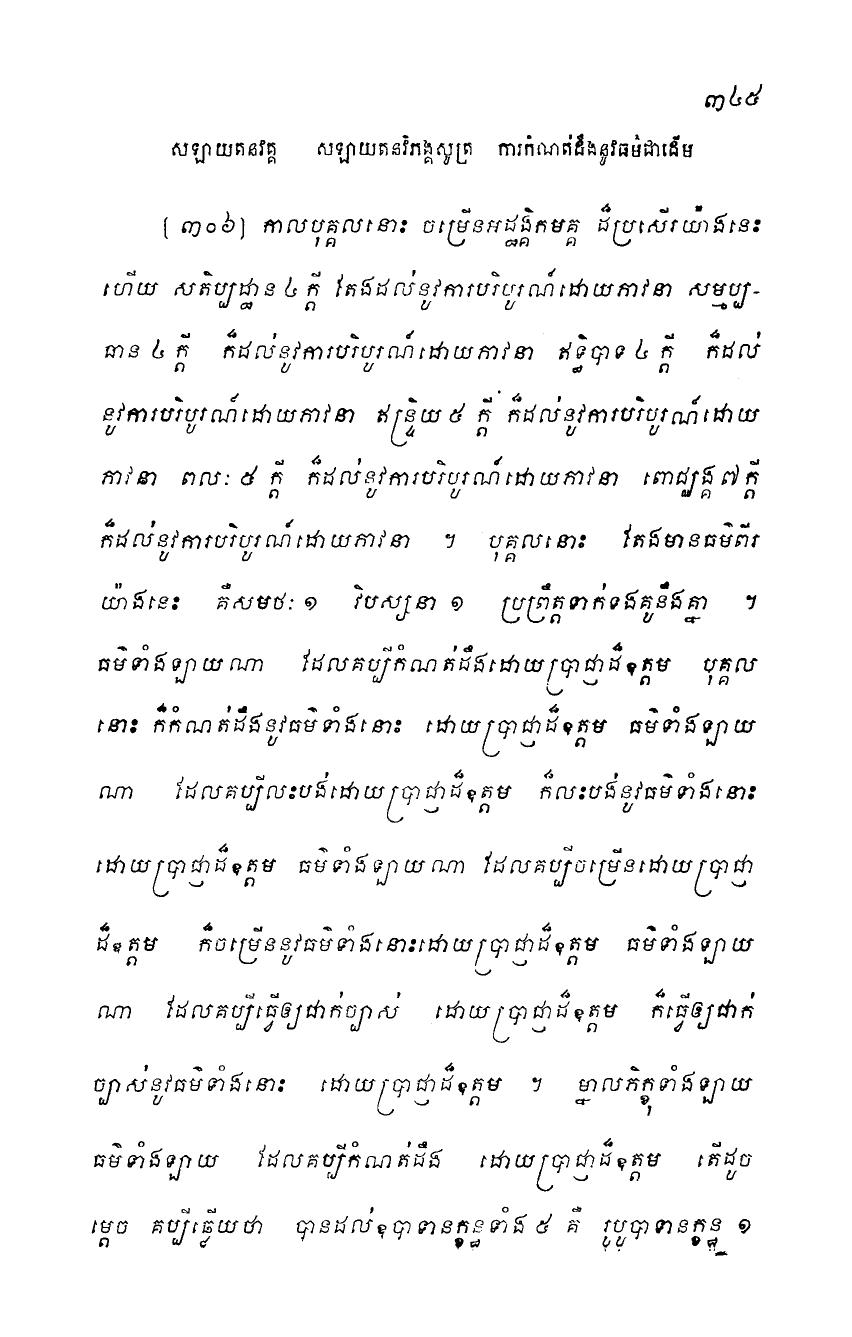 ៣៤៥
សឡាយតនវគ្គ សឡាយតនវិភង្គសូត្រ ការកំណត់ដឹងនូវធម៌ជាដើម
[៣០៦] កាលបុគ្គលនោះ ចម្រើនអដ្ឋង្គិកមគ្គ ដ៏ប្រសើរយ៉ាងនេះ
ហើយ សតិប្បដ្ឋាន ៤ ក្តី តែងដល់នូវការបរិបូរណ៍ដោយភាវនា សម្មប្ប-
ធាន ៤ ក្តី ក៏ដល់នូវការបរិបូរណ៍ដោយភាវនា ឥទ្ធិបាទ ៤ ក្តី ក៏ដល់
នូវការបរិបូរណ៍ដោយភាវនា ឥន្ទ្រិយ ៥ ក្តី ក៏ដល់នូវការបរិបូរណ៍ដោយ
ភាវនា ពលៈ ៥ ក្តី ក៏ដល់នូវការបរិបូរណ៍ដោយភាវនា ពោជ្ឈង្គ ៧ ក្តី
ក៏ដល់នូវការបរិបូរណ៍ដោយភាវនា ។ បុគ្គលនោះ តែងមានធម៌ពីរ
យ៉ាងនេះ គឺសមថៈ ១ វិបស្សនា ១ ប្រព្រឹត្តទាក់ទងគូនឹងគ្នា ។
ធម៌ទាំងឡាយណា ដែលគប្បីកំណត់ដឹងដោយប្រាជ្ញាដ៏ឧត្តម បុគ្គល
នោះ ក៏កំណត់ដឹងនូវធម៌ទាំងនោះ ដោយប្រាជ្ញាដ៏ឧត្តម ធម៌ទាំងឡាយ
ណា ដែលគប្បីលះបង់ដោយប្រាជ្ញាដ៏ឧត្តម ក៏លះបង់នូវធម៌ទាំងនោះ
ដោយប្រាជ្ញាដ៏ឧត្តម ធម៌ទាំងឡាយណា ដែលគប្បីចម្រើនដោយប្រាជ្ញា
ដ៏ឧត្តម ក៏ចម្រើននូវធម៌ទាំងនោះដោយប្រាជ្ញាដ៏ឧត្តម ធម៌ទាំងឡាយ
ណា ដែលគប្បីធ្វើឲ្យជាក់ច្បាស់ ដោយប្រាជ្ញាដ៏ឧត្តម ក៏ធ្វើឲ្យជាក់
ច្បាស់នូវធម៌ទាំងនោះ ដោយប្រាជ្ញាដ៏ឧត្តម ។ ម្នាលភិក្ខុទាំងឡាយ
ធម៌ទាំងឡាយ ដែលគប្បីកំណត់ដឹង ដោយប្រាជ្ញាដ៏ឧត្តម តើដូច
ម្តេច គប្បីឆ្លើយថា បានដល់ឧបាទានក្ខន្ធទាំង ៥ គឺ រូបូបាទានក្ខន្ធ ១